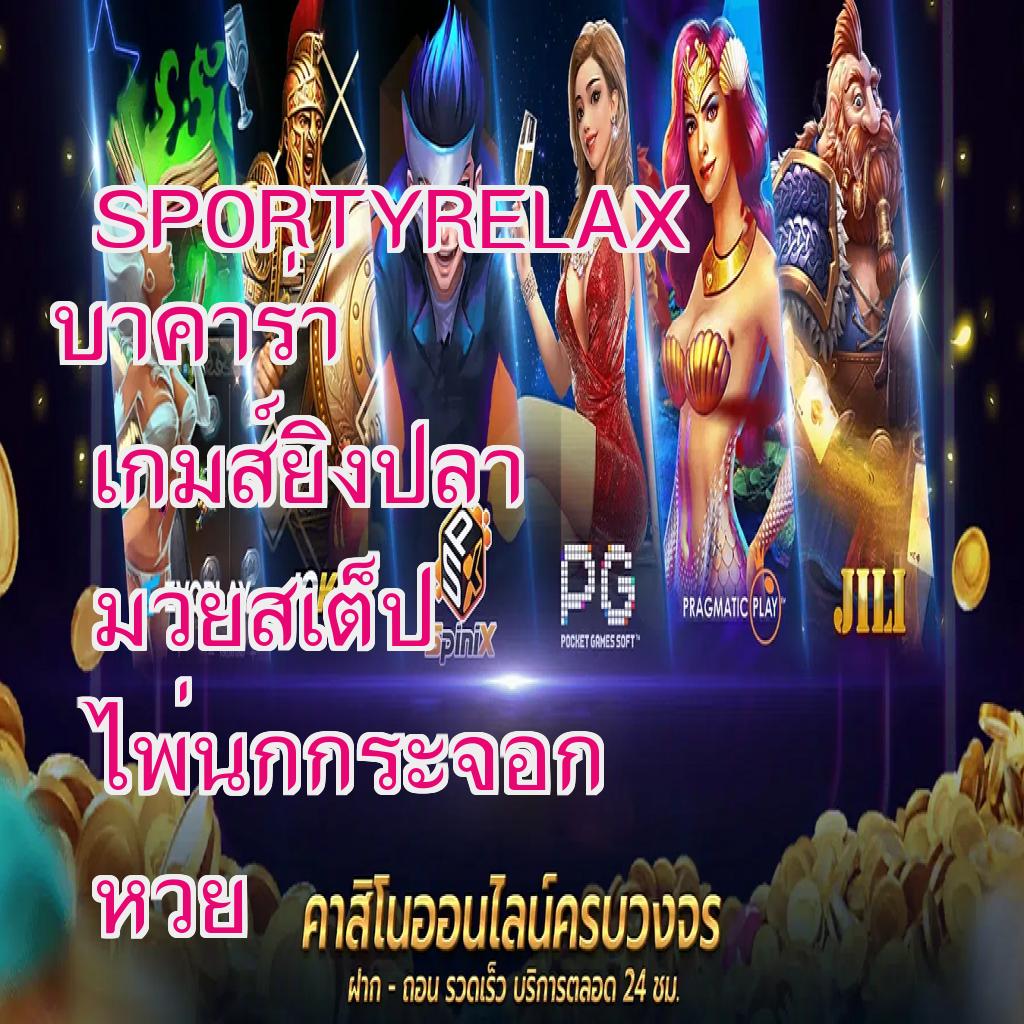 SPORTYRELAX
บาคาร่า
เกมส์ยิงปลา
มวยสเต็ป
SpiniX
PG
POCKET GAMES SOFT™
PRAGMATIC PLAY™
JILI
ไพ่นกกระจอก
หวย
คาสิโนออนไลน์ครบวงจร
ฝาก - ถอน รวดเร็ว บริการตลอด 24 ชม.